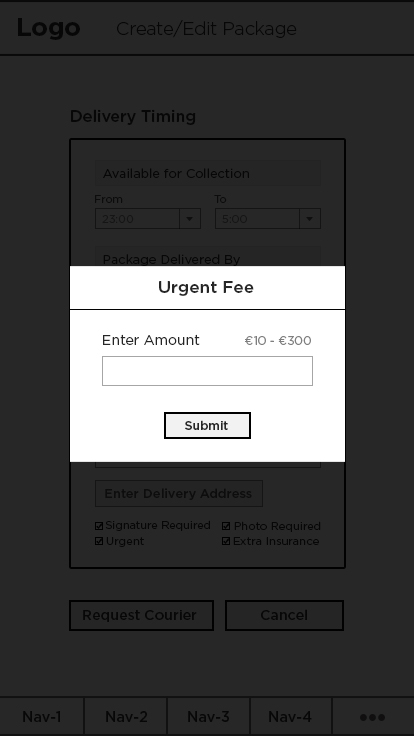 Logo Create/Edit Package
Delivery Timing
Available for Collection
From To
23:00 5:00
Package Delivered By
Urgent Fee
Enter Amount €10 - €300
Submit
Enter Delivery Address
Signature Required Photo Required
Urgent Extra Insurance
Request Courier Cancel
Nav-1 Nav-2 Nav-3 Nav-4